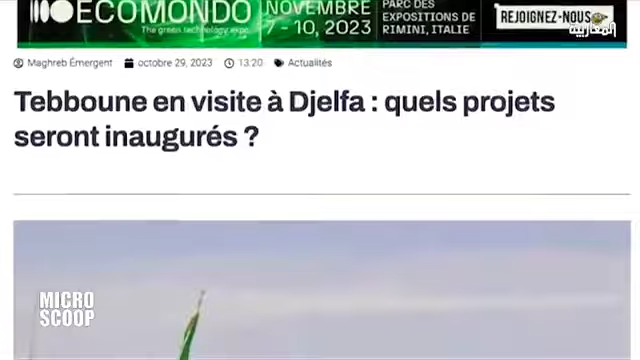 ECOMONDO
The green technology expo.
NOVEMBRE
7 - 10, 2023
PARC DES
EXPOSITIONS DE
RIMINI, ITALIE
REJOIGNEZ-NOUS
المغاربية
Maghreb Émergent octobre 29, 2023 13:20 Actualités
Tebboune en visite à Djelfa : quels projets
seront inaugurés ?
MICRO
SCOOP